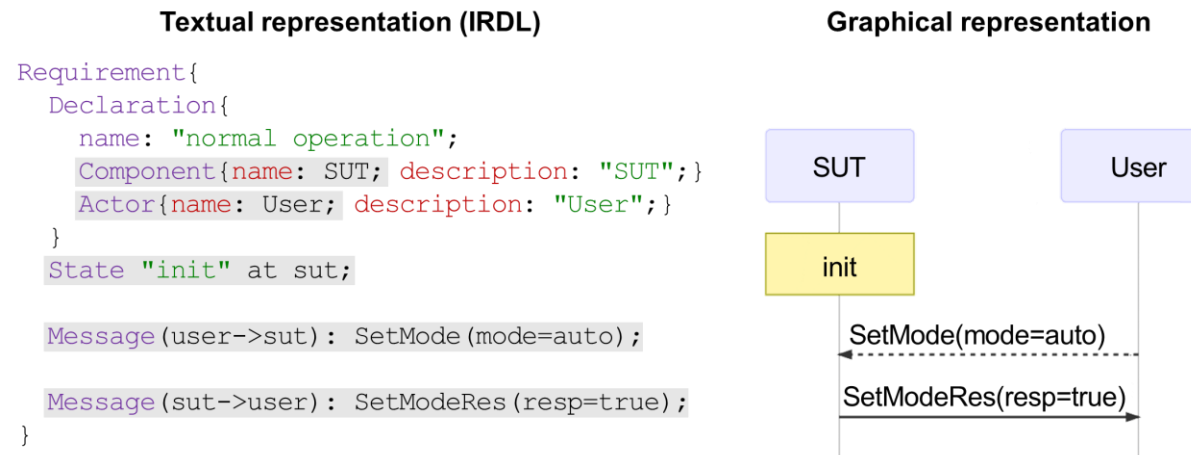 Textual representation (IRDL)
Requirement{
Declaration{
name: "normal operation";
Component{name: SUT; description: "SUT";}
Actor{name: User; description: "User";}
}
State "init" at sut;
Message(user->sut): SetMode(mode=auto);
Message(sut->user): SetModeRes(resp=true);
}
Graphical representation
SUT
User
init
SetMode(mode=auto)
SetModeRes(resp=true)